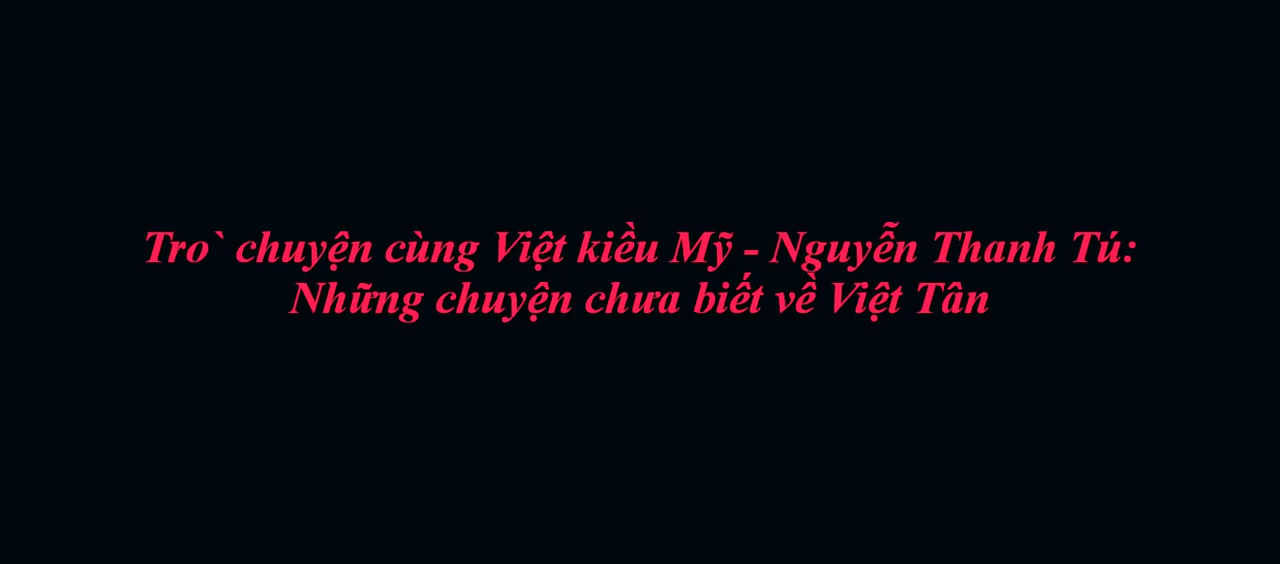 Tro` chuyện cùng Việt kiều Mỹ - Nguyễn Thanh Tú:
Những chuyện chưa biết về Việt Tân